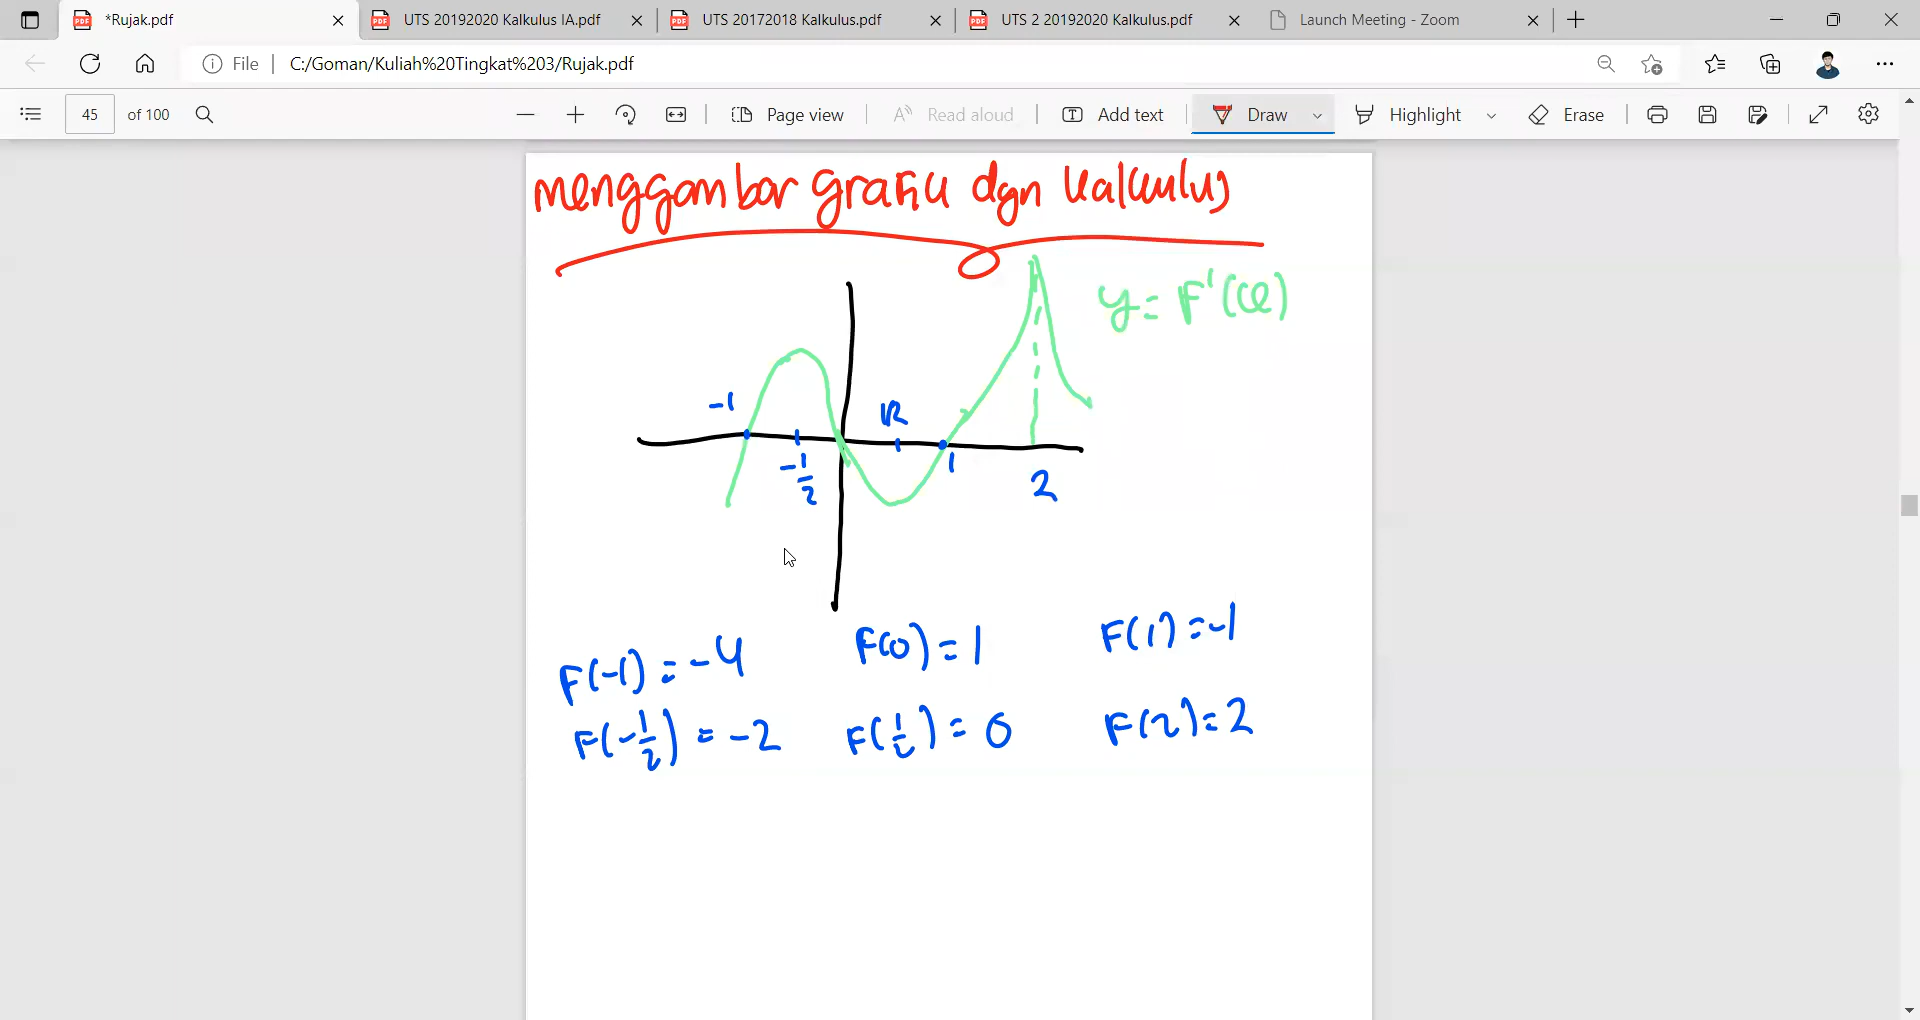 *Rujak.pdf
UTS 20192020 Kalkulus IA.pdf
UTS 20172018 Kalkulus.pdf
UTS 2 20192020 Kalkulus.pdf
Launch Meeting - Zoom
File C:/Goman/Kuliah%20Tingkat%203/Rujak.pdf
45 of 100
Page view
Read aloud
Add text
Draw
Highlight
Erase
menggambar grafik dgn kalkulus
y = F'(x)
-1
-1/2
1/2
1
2
F(-1) = -4
F(0) = 1
F(1) = -1
F(-1/2) = -2
F(1/2) = 0
F(2) = 2